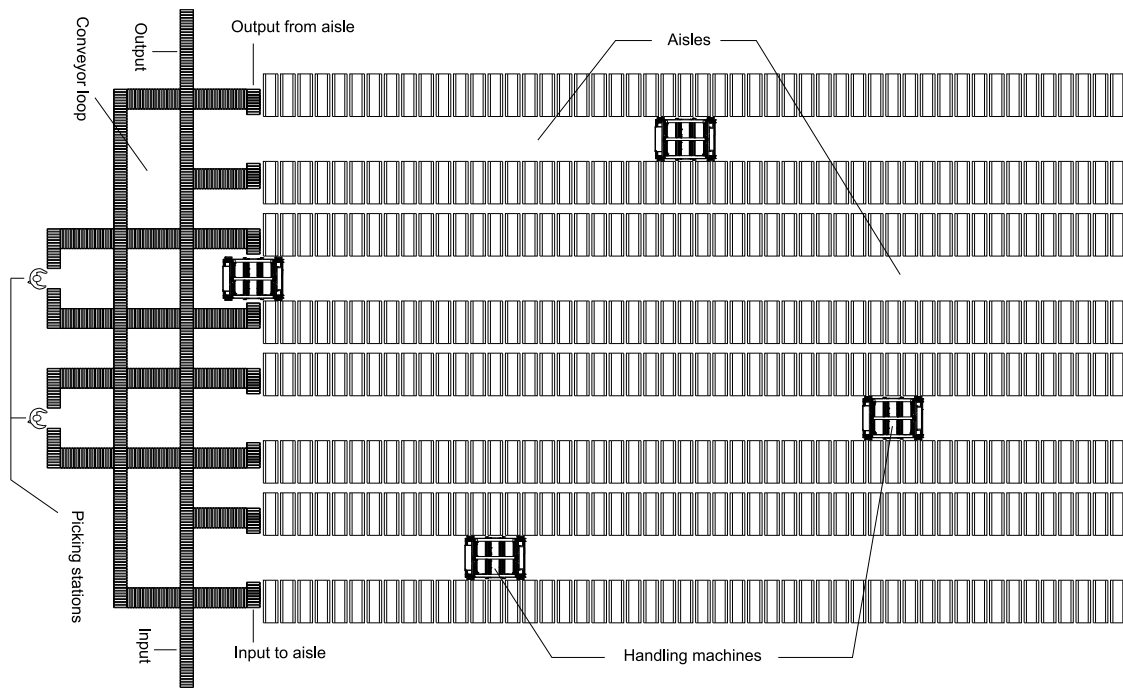 Output
Output from aisle
Aisles
Conveyor loop
Picking stations
Input
Input to aisle
Handling machines